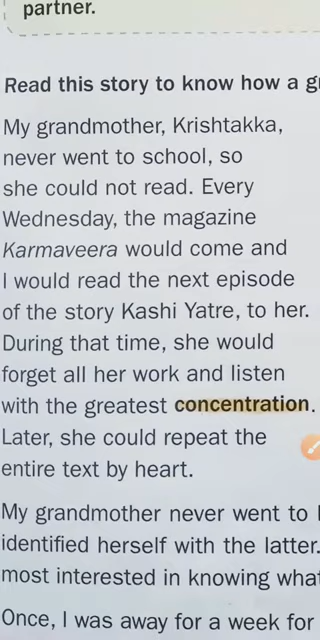 partner.
Read this story to know how a
My grandmother, Krishtakka,
never went to school, so
she could not read. Every
Wednesday, the magazine
Karmaveera would come and
I would read the next episode
of the story Kashi Yatre, to her.
During that time, she would
forget all her work and listen
with the greatest concentration.
Later, she could repeat the
entire text by heart.
My grandmother never went to
identified herself with the latter.
most interested in knowing what
Once, I was away for a week for